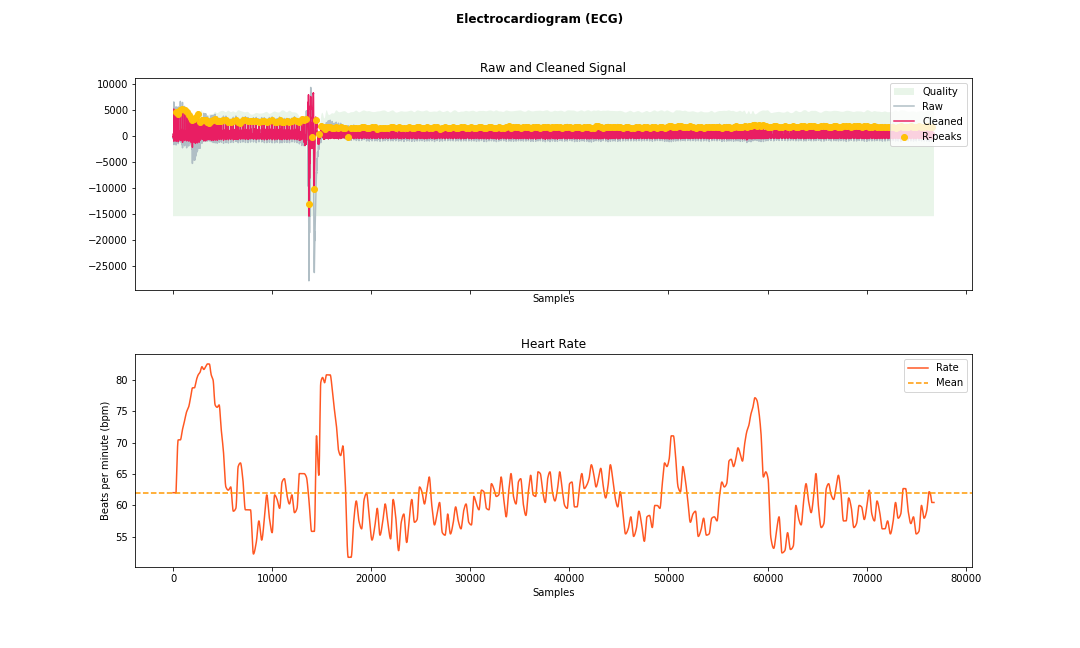 Electrocardiogram (ECG)
Raw and Cleaned Signal
10000
5000
0
−5000
−10000
−15000
−20000
−25000
Quality
Raw
Cleaned
R-peaks
Samples
Heart Rate
Beats per minute (bpm)
80
75
70
65
60
55
Rate
Mean
0
10000
20000
30000
40000
50000
60000
70000
80000
Samples